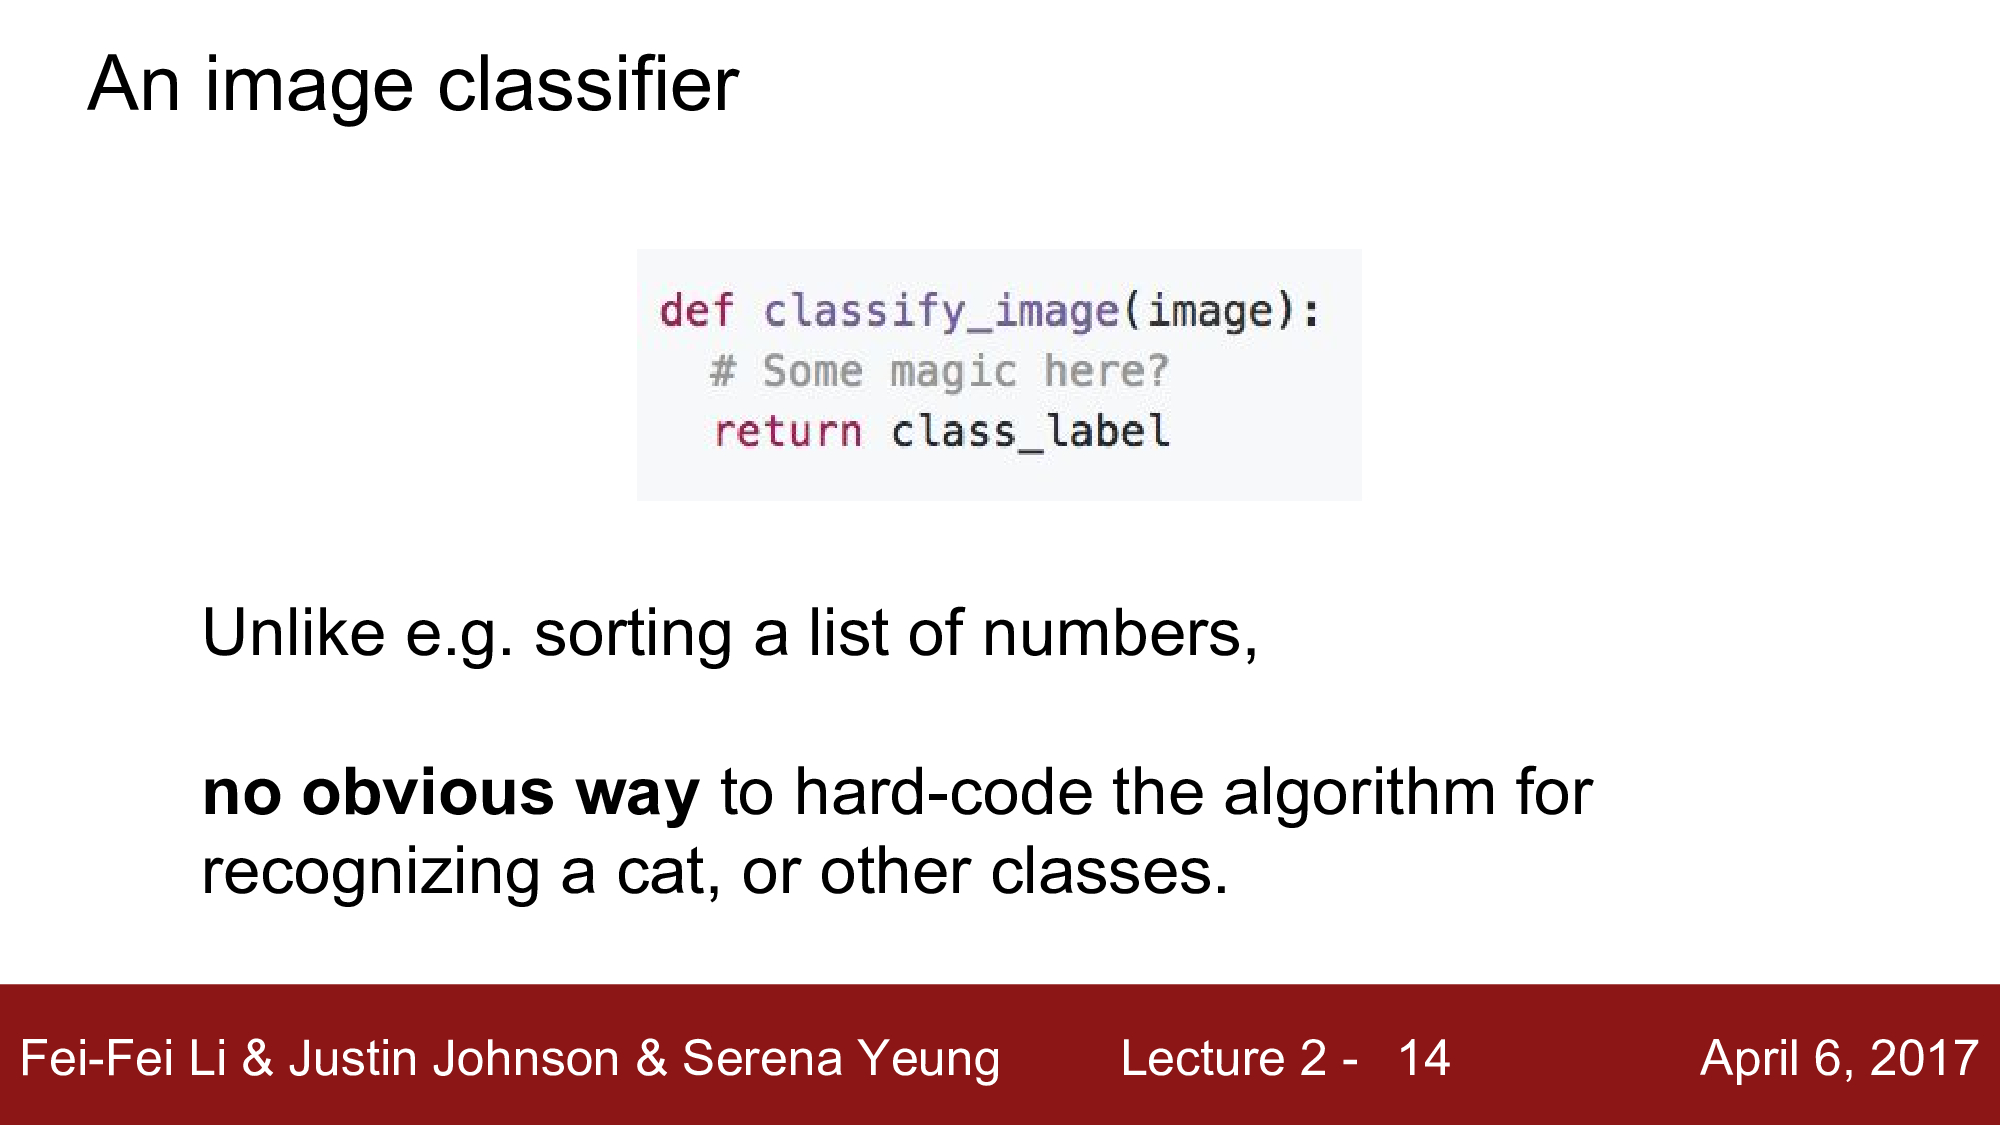 An image classifier
def classify_image(image):
# Some magic here?
return class_label
Unlike e.g. sorting a list of numbers,
no obvious way to hard-code the algorithm for
recognizing a cat, or other classes.
Fei-Fei Li & Justin Johnson & Serena Yeung Lecture 2 - 14 April 6, 2017